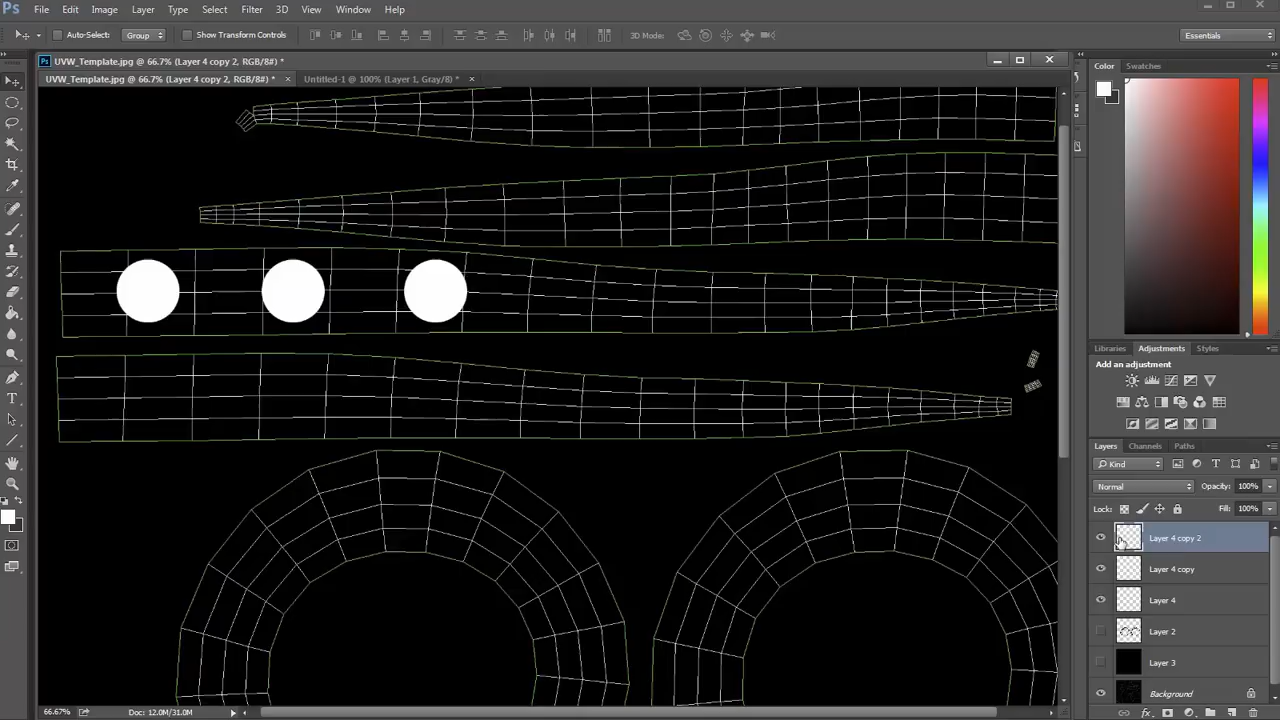 Ps File Edit Image Layer Type Select Filter 3D View Window Help
Auto-Select: Group Show Transform Controls 3D Mode: Essentials
Ps UVW_Template.jpg @ 66.7% (Layer 4 copy 2, RGB/8#) *
UVW_Template.jpg @ 66.7% (Layer 4 copy 2, RGB/8#) * Untitled-1 @ 100% (Layer 1, Gray/8) *
Color Swatches
Libraries Adjustments Styles
Add an adjustment
Layers Channels Paths
Kind
Normal Opacity: 100%
Lock: Fill: 100%
Layer 4 copy 2
Layer 4 copy
Layer 4
Layer 2
Layer 3
Background
66.67% Doc: 12.0M/31.0M